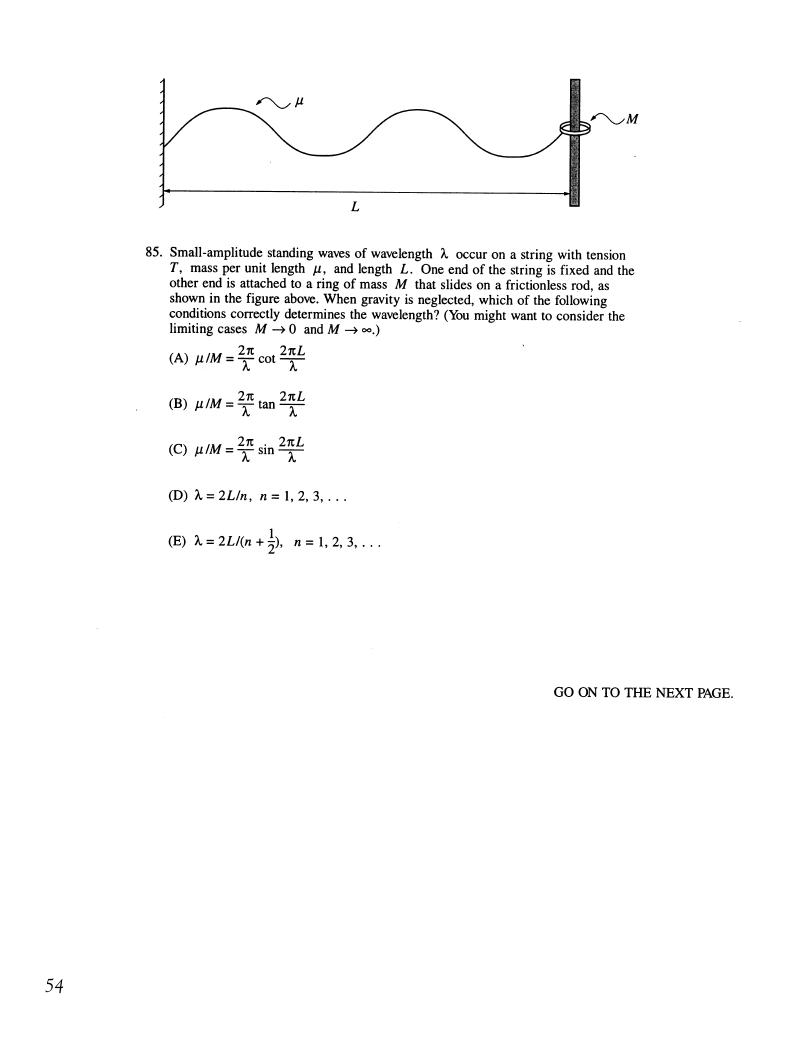 μ
M
L
85. Small-amplitude standing waves of wavelength λ occur on a string with tension
T, mass per unit length μ, and length L. One end of the string is fixed and the
other end is attached to a ring of mass M that slides on a frictionless rod, as
shown in the figure above. When gravity is neglected, which of the following
conditions correctly determines the wavelength? (You might want to consider the
limiting cases M → 0 and M → ∞.)
(A) μ/M = 2π/λ cot 2πL/λ
(B) μ/M = 2π/λ tan 2πL/λ
(C) μ/M = 2π/λ sin 2πL/λ
(D) λ = 2L/n, n = 1, 2, 3, . . .
(E) λ = 2L/(n + 1/2), n = 1, 2, 3, . . .
GO ON TO THE NEXT PAGE.
54